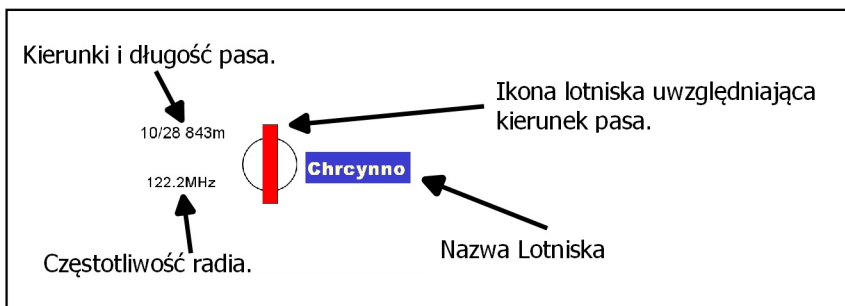 Kierunki i długość pasa.
Ikona lotniska uwzględniająca
kierunek pasa.
10/28 843m
Chrcynno
122.2MHz
Nazwa Lotniska
Częstotliwość radia.